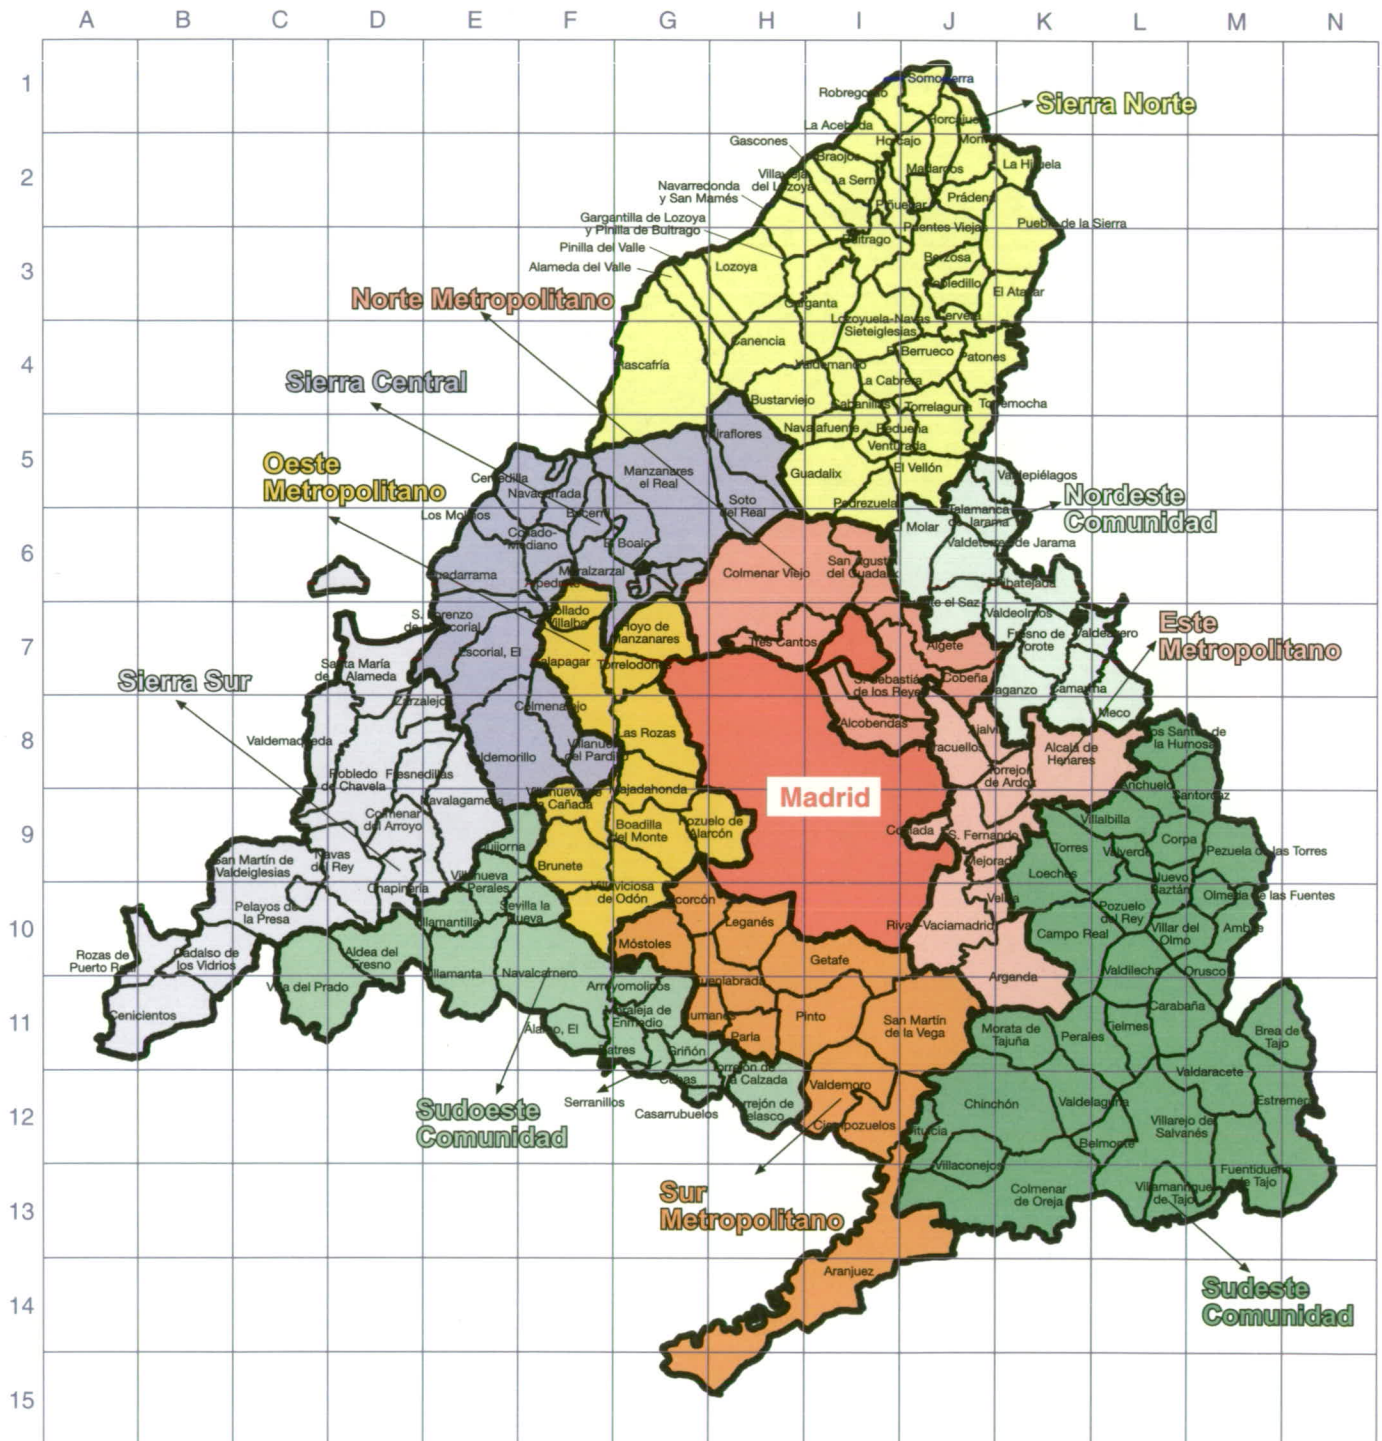 A B C D E F G H I J K L M N
1
Somosierra
Robregordo
Sierra Norte
La Acebeda
Horcajuelo
Gascones
Horcajo
Braojos
La Hiruela
2
Madarcos
Villavieja
del Lozoya
La Serna
Navarredonda
y San Mamés
Prádena
Piñuécar
Gargantilla de Lozoya
y Pinilla de Buitrago
Puebla de la Sierra
Puentes Viejas
Buitrago
Pinilla del Valle
Berzosa
Alameda del Valle
Lozoya
3
Robledillo
El Atazar
Norte Metropolitano
Garganta
Lozoyuela-Navas
Sieteiglesias
Cervera
Canencia
El Berrueco
Patones
4
Rascafría
Valdemanco
La Cabrera
Sierra Central
Bustarviejo
Cabanillas
Torrelaguna
Torremocha
Navalafuente
Redueña
Miraflores
Venturada
5
Oeste
Metropolitano
Manzanares
el Real
Guadalix
El Vellón
Valdepiélagos
Cercedilla
Navacerrada
Soto
del Real
Pedrezuela
Nordeste
Comunidad
Los Molinos
Becerril
Talamanca
de Jarama
El Molar
Collado-
Mediano
El Boalo
Valdetorres de Jarama
6
Guadarrama
Moralzarzal
Colmenar Viejo
San Agustín
del Guadalix
Alpedrete
Ribatejada
Fuente el Saz
S. Lorenzo
de El Escorial
Collado
Villalba
Hoyo de
Manzanares
Valdeolmos
Este
Metropolitano
Fresno de
Torote
Valdeavero
7
Tres Cantos
Algete
Escorial, El
Galapagar
Torrelodones
Santa María
de la Alameda
Cobeña
Sierra Sur
S. Sebastián
de los Reyes
Daganzo
Camarma
Zarzalejo
Colmenarejo
Meco
Alcobendas
Las Rozas
Ajalvir
Los Santos de
la Humosa
8
Valdemaqueda
Villanueva
del Pardillo
Paracuellos
Alcalá de
Henares
Valdemorillo
Robledo
de Chavela
Fresnedillas
Torrejón
de Ardoz
Anchuelo
Majadahonda
Villanueva de
la Cañada
Madrid
Santorcaz
Navalagamella
Colmenar
del Arroyo
Villalbilla
9
Boadilla
del Monte
Pozuelo de
Alarcón
Coslada
S. Fernando
Corpa
Quijorna
Torres
Valverde
Pezuela de las Torres
San Martín de
Valdeiglesias
Navas
del Rey
Brunete
Mejorada
Loeches
Villanueva
de Perales
Nuevo
Baztán
Chapinería
Villaviciosa
de Odón
Velilla
Olmeda de las Fuentes
Alcorcón
Pelayos de
la Presa
Sevilla la
Nueva
Pozuelo
del Rey
10
Villamantilla
Leganés
Rivas-Vaciamadrid
Campo Real
Villar del
Olmo
Ambite
Móstoles
Rozas de
Puerto Real
Cadalso de
los Vidrios
Aldea del
Fresno
Getafe
Villamanta
Navalcarnero
Valdilecha
Orusco
Fuenlabrada
Arganda
Villa del Prado
Arroyomolinos
Carabaña
11
Cenicientos
Moraleja de
Enmedio
Humanes
Pinto
San Martín
de la Vega
Morata de
Tajuña
Tielmes
Brea de
Tajo
Álamo, El
Parla
Perales
Batres
Griñón
Torrejón de
la Calzada
Valdaracete
Cubas
Valdemoro
Serranillos
Chinchón
Valdelaguna
Estremera
12
Sudoeste
Comunidad
Casarrubuelos
Torrejón de
Velasco
Villarejo de
Salvanés
Ciempozuelos
Titulcia
Belmonte
Villaconejos
Fuentidueña
de Tajo
13
Sur
Metropolitano
Colmenar
de Oreja
Villamanrique
de Tajo
Aranjuez
14
Sudeste
Comunidad
15